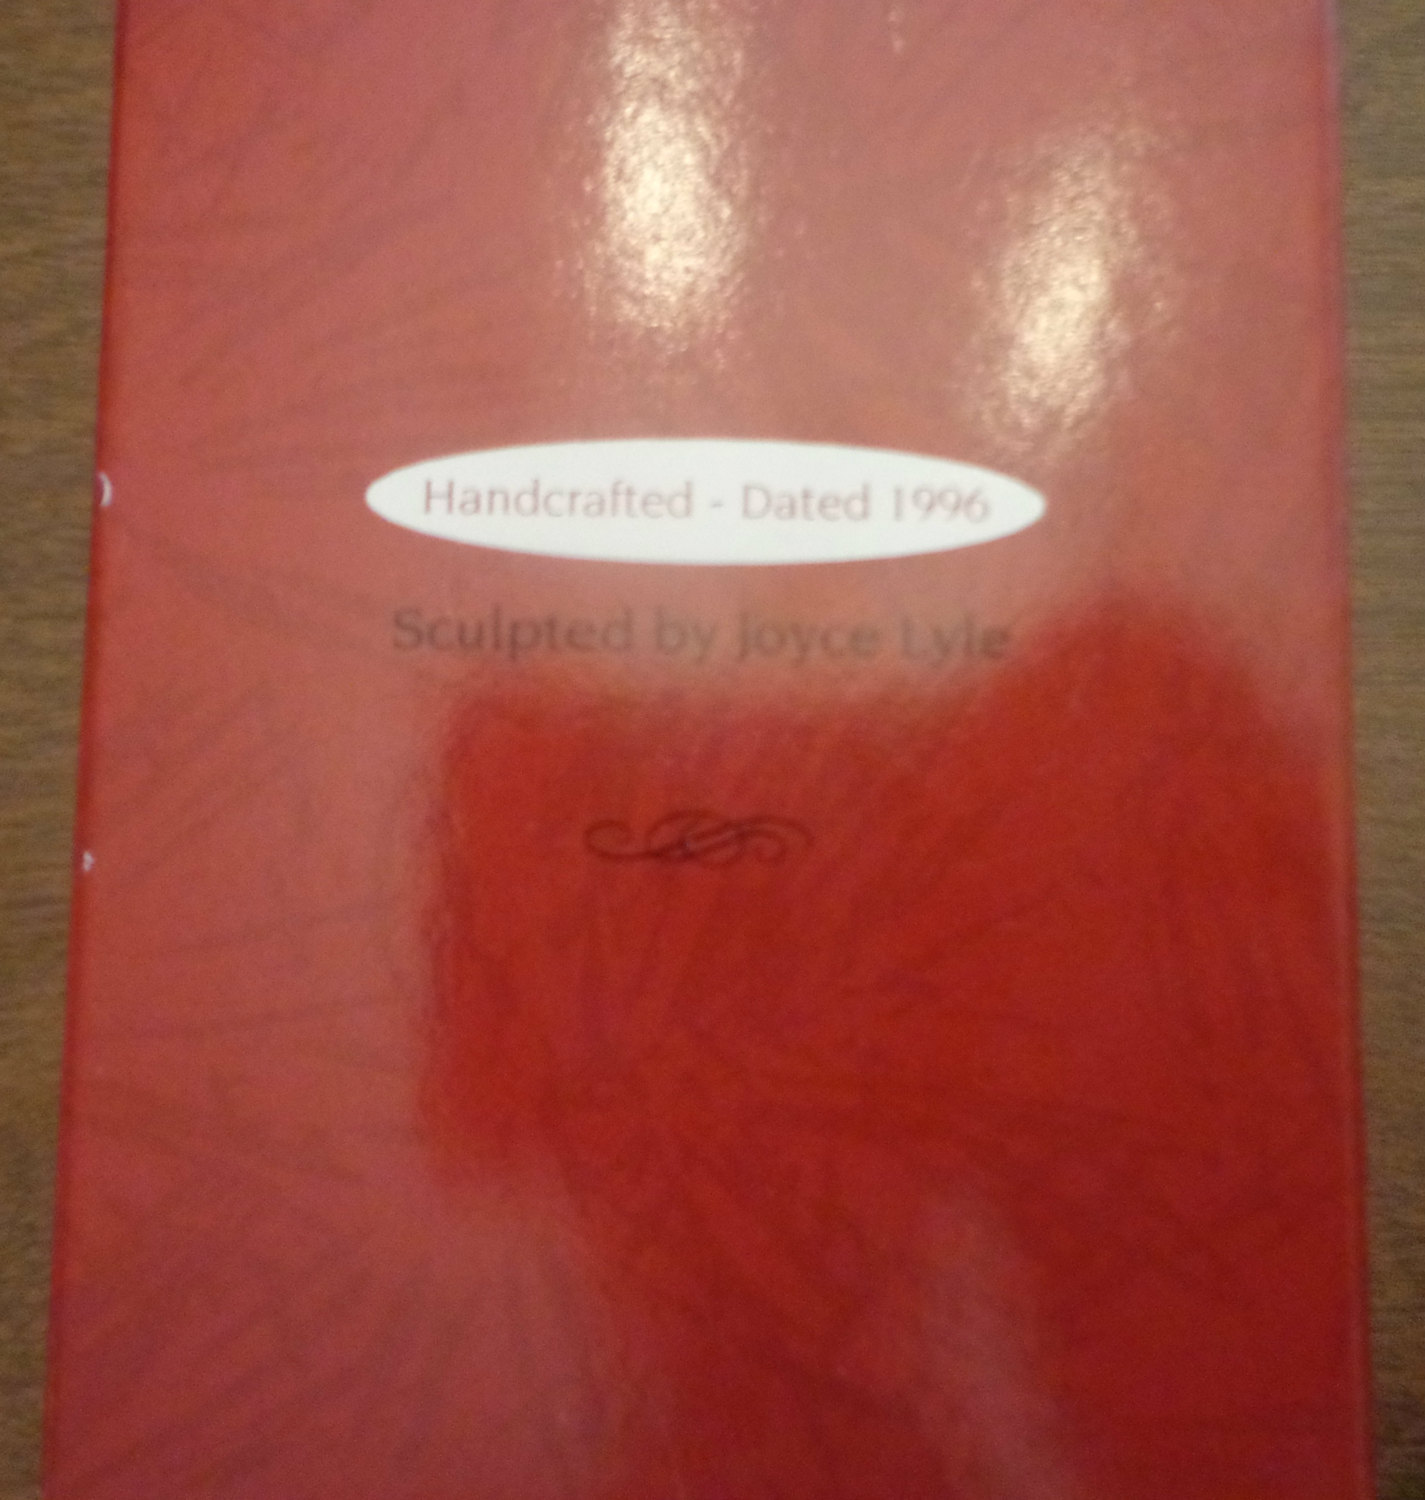 Handcrafted - Dated 1996
Sculpted by Joyce Lyle